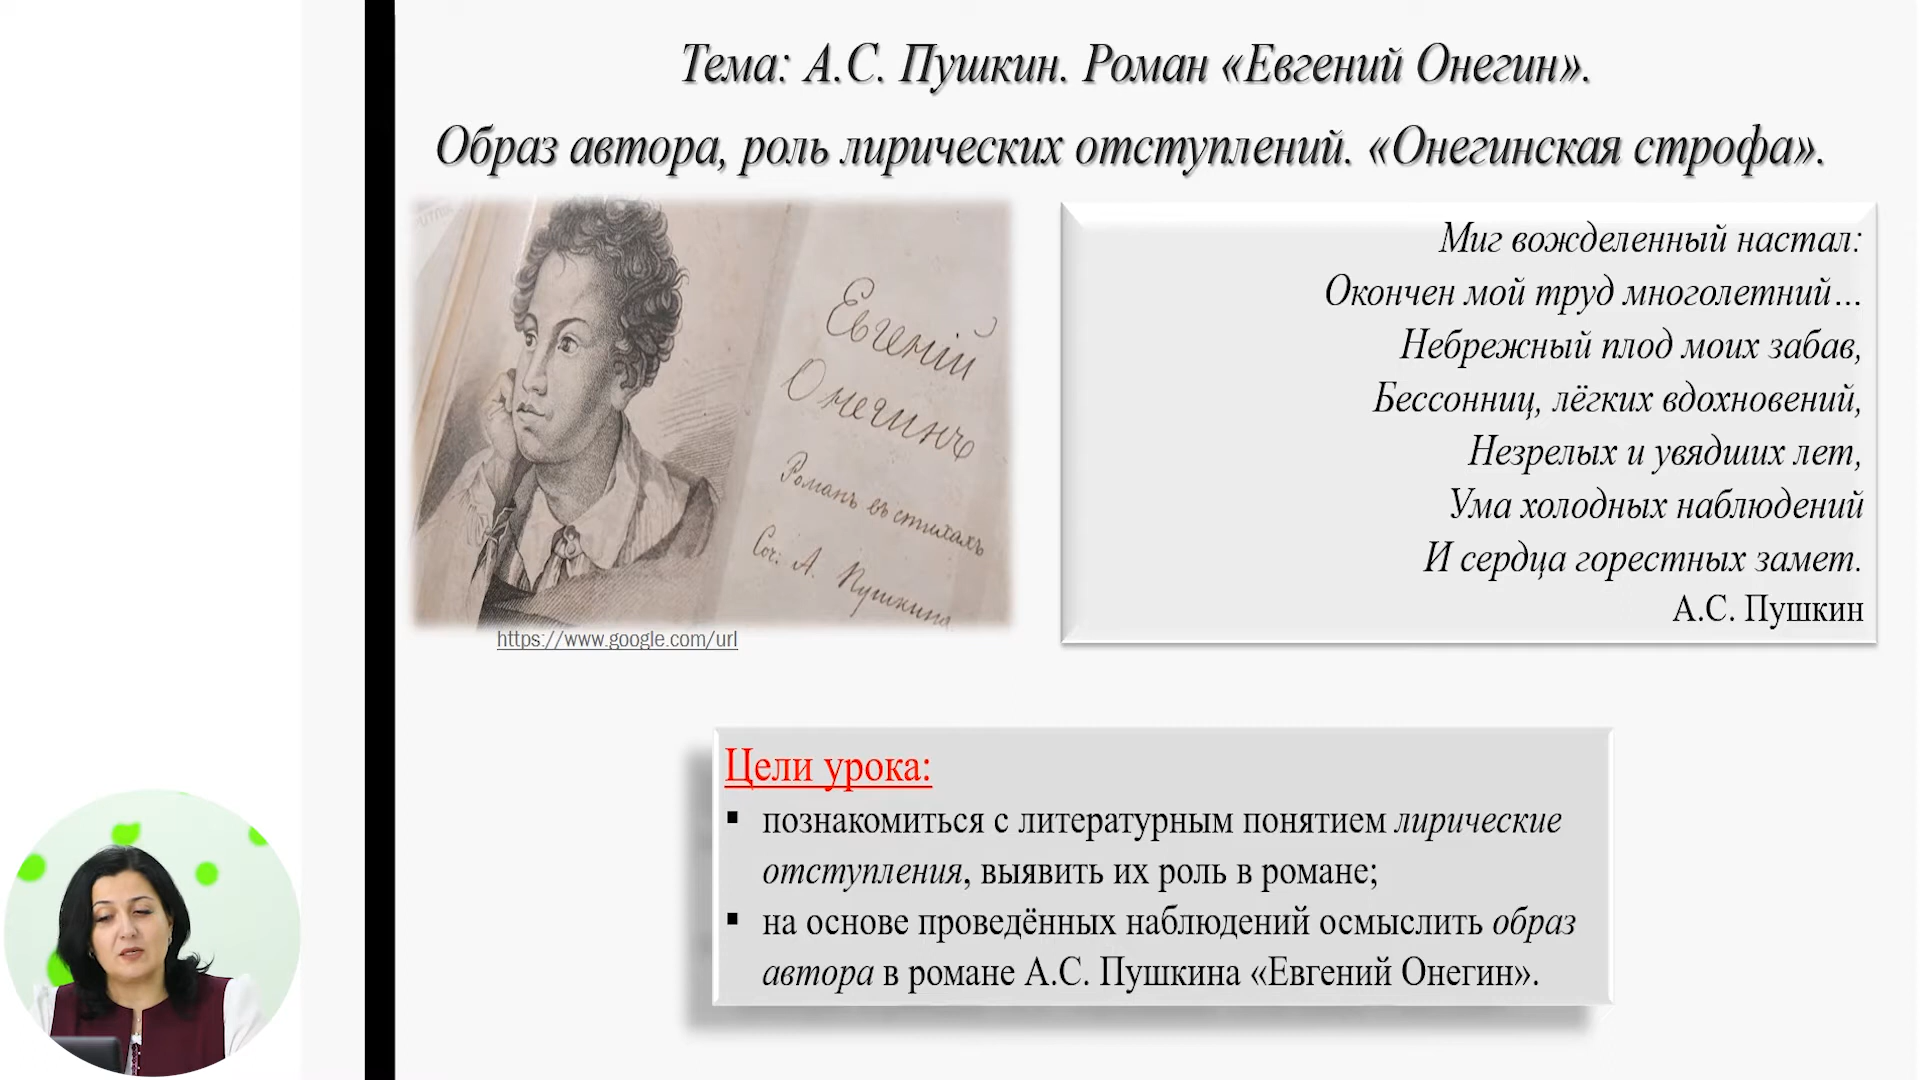 Тема: А.С. Пушкин. Роман «Евгений Онегин».
Образ автора, роль лирических отступлений. «Онегинская строфа».
Евгеній
Онегинъ
Романъ въ стихахъ
Соч: А. Пушкина
https://www.google.com/url
Миг вожделенный настал:
Окончен мой труд многолетний…
Небрежный плод моих забав,
Бессонниц, лёгких вдохновений,
Незрелых и увядших лет,
Ума холодных наблюдений
И сердца горестных замет.
А.С. Пушкин
Цели урока:
▪ познакомиться с литературным понятием лирические
отступления, выявить их роль в романе;
▪ на основе проведённых наблюдений осмыслить образ
автора в романе А.С. Пушкина «Евгений Онегин».